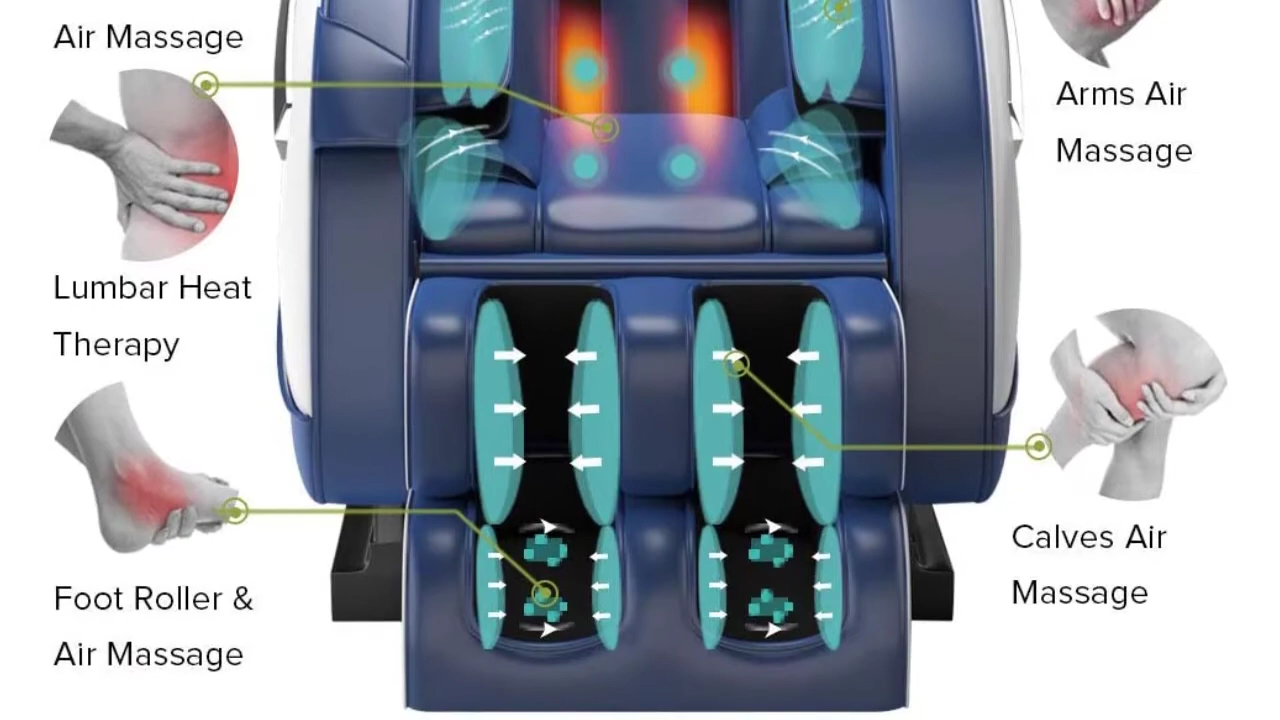 Air Massage
Arms Air
Massage
Lumbar Heat
Therapy
Calves Air
Massage
Foot Roller &
Air Massage